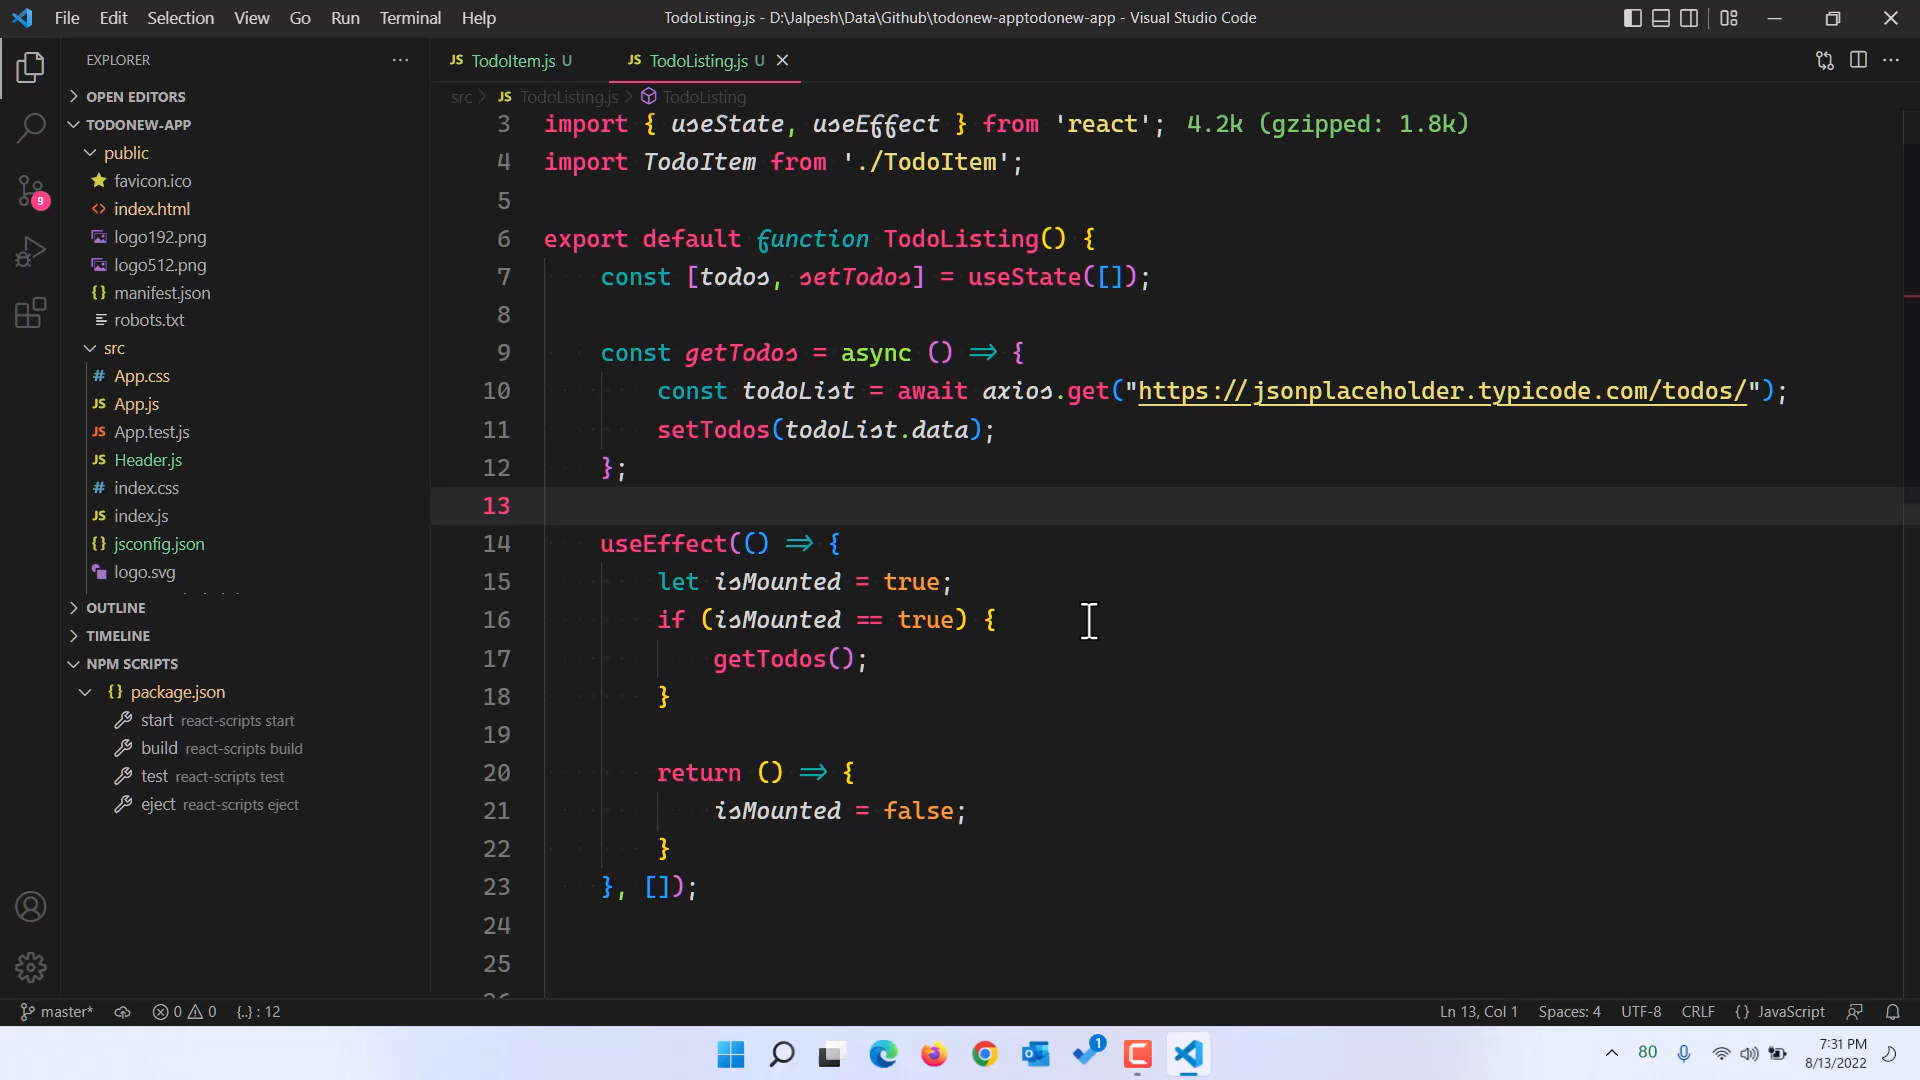 File Edit Selection View Go Run Terminal Help
TodoListing.js - D:\Jalpesh\Data\Github\todonew-apptodonew-app - Visual Studio Code
EXPLORER
OPEN EDITORS
TODONEW-APP
public
favicon.ico
index.html
logo192.png
logo512.png
manifest.json
robots.txt
src
App.css
App.js
App.test.js
Header.js
index.css
index.js
jsconfig.json
logo.svg
OUTLINE
TIMELINE
NPM SCRIPTS
package.json
start react-scripts start
build react-scripts build
test react-scripts test
eject react-scripts eject
9
JS TodoItem.js U
JS TodoListing.js U
src > JS TodoListing.js > TodoListing
3 import { useState, useEffect } from 'react'; 4.2k (gzipped: 1.8k)
4 import TodoItem from './TodoItem';
5
6 export default function TodoListing() {
7 const [todos, setTodos] = useState([]);
8
9 const getTodos = async () => {
10 const todoList = await axios.get("https://jsonplaceholder.typicode.com/todos/");
11 setTodos(todoList.data);
12 };
13
14 useEffect(() => {
15 let isMounted = true;
16 if (isMounted == true) {
17 getTodos();
18 }
19
20 return () => {
21 isMounted = false;
22 }
23 }, []);
24
25
master* 0 0 {..} : 12
Ln 13, Col 1 Spaces: 4 UTF-8 CRLF {} JavaScript
1
80
7:31 PM
8/13/2022